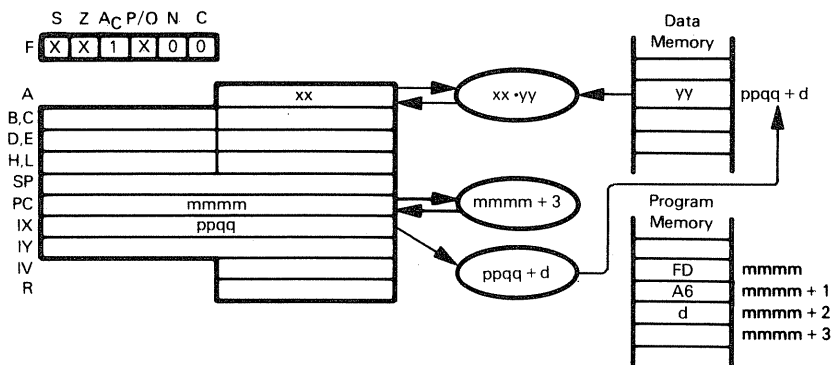 S Z AC P/O N C
F X X 1 X 0 0
Data
Memory
A xx
xx·yy
yy ppqq + d
B,C
D,E
H,L
SP
PC mmmm
mmmm + 3
Program
Memory
IX ppqq
IY
IV
ppqq + d
R
FD mmmm
A6 mmmm + 1
d mmmm + 2
mmmm + 3